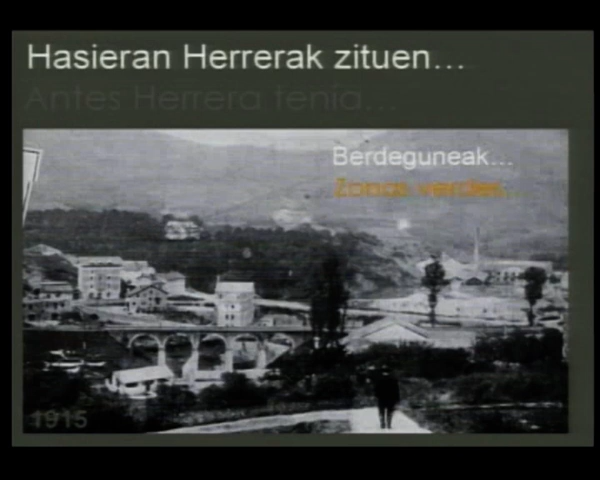 Hasieran Herrerak zituen...
Antes Herrera tenía...
Berdeguneak...
Zonas verdes...
1915